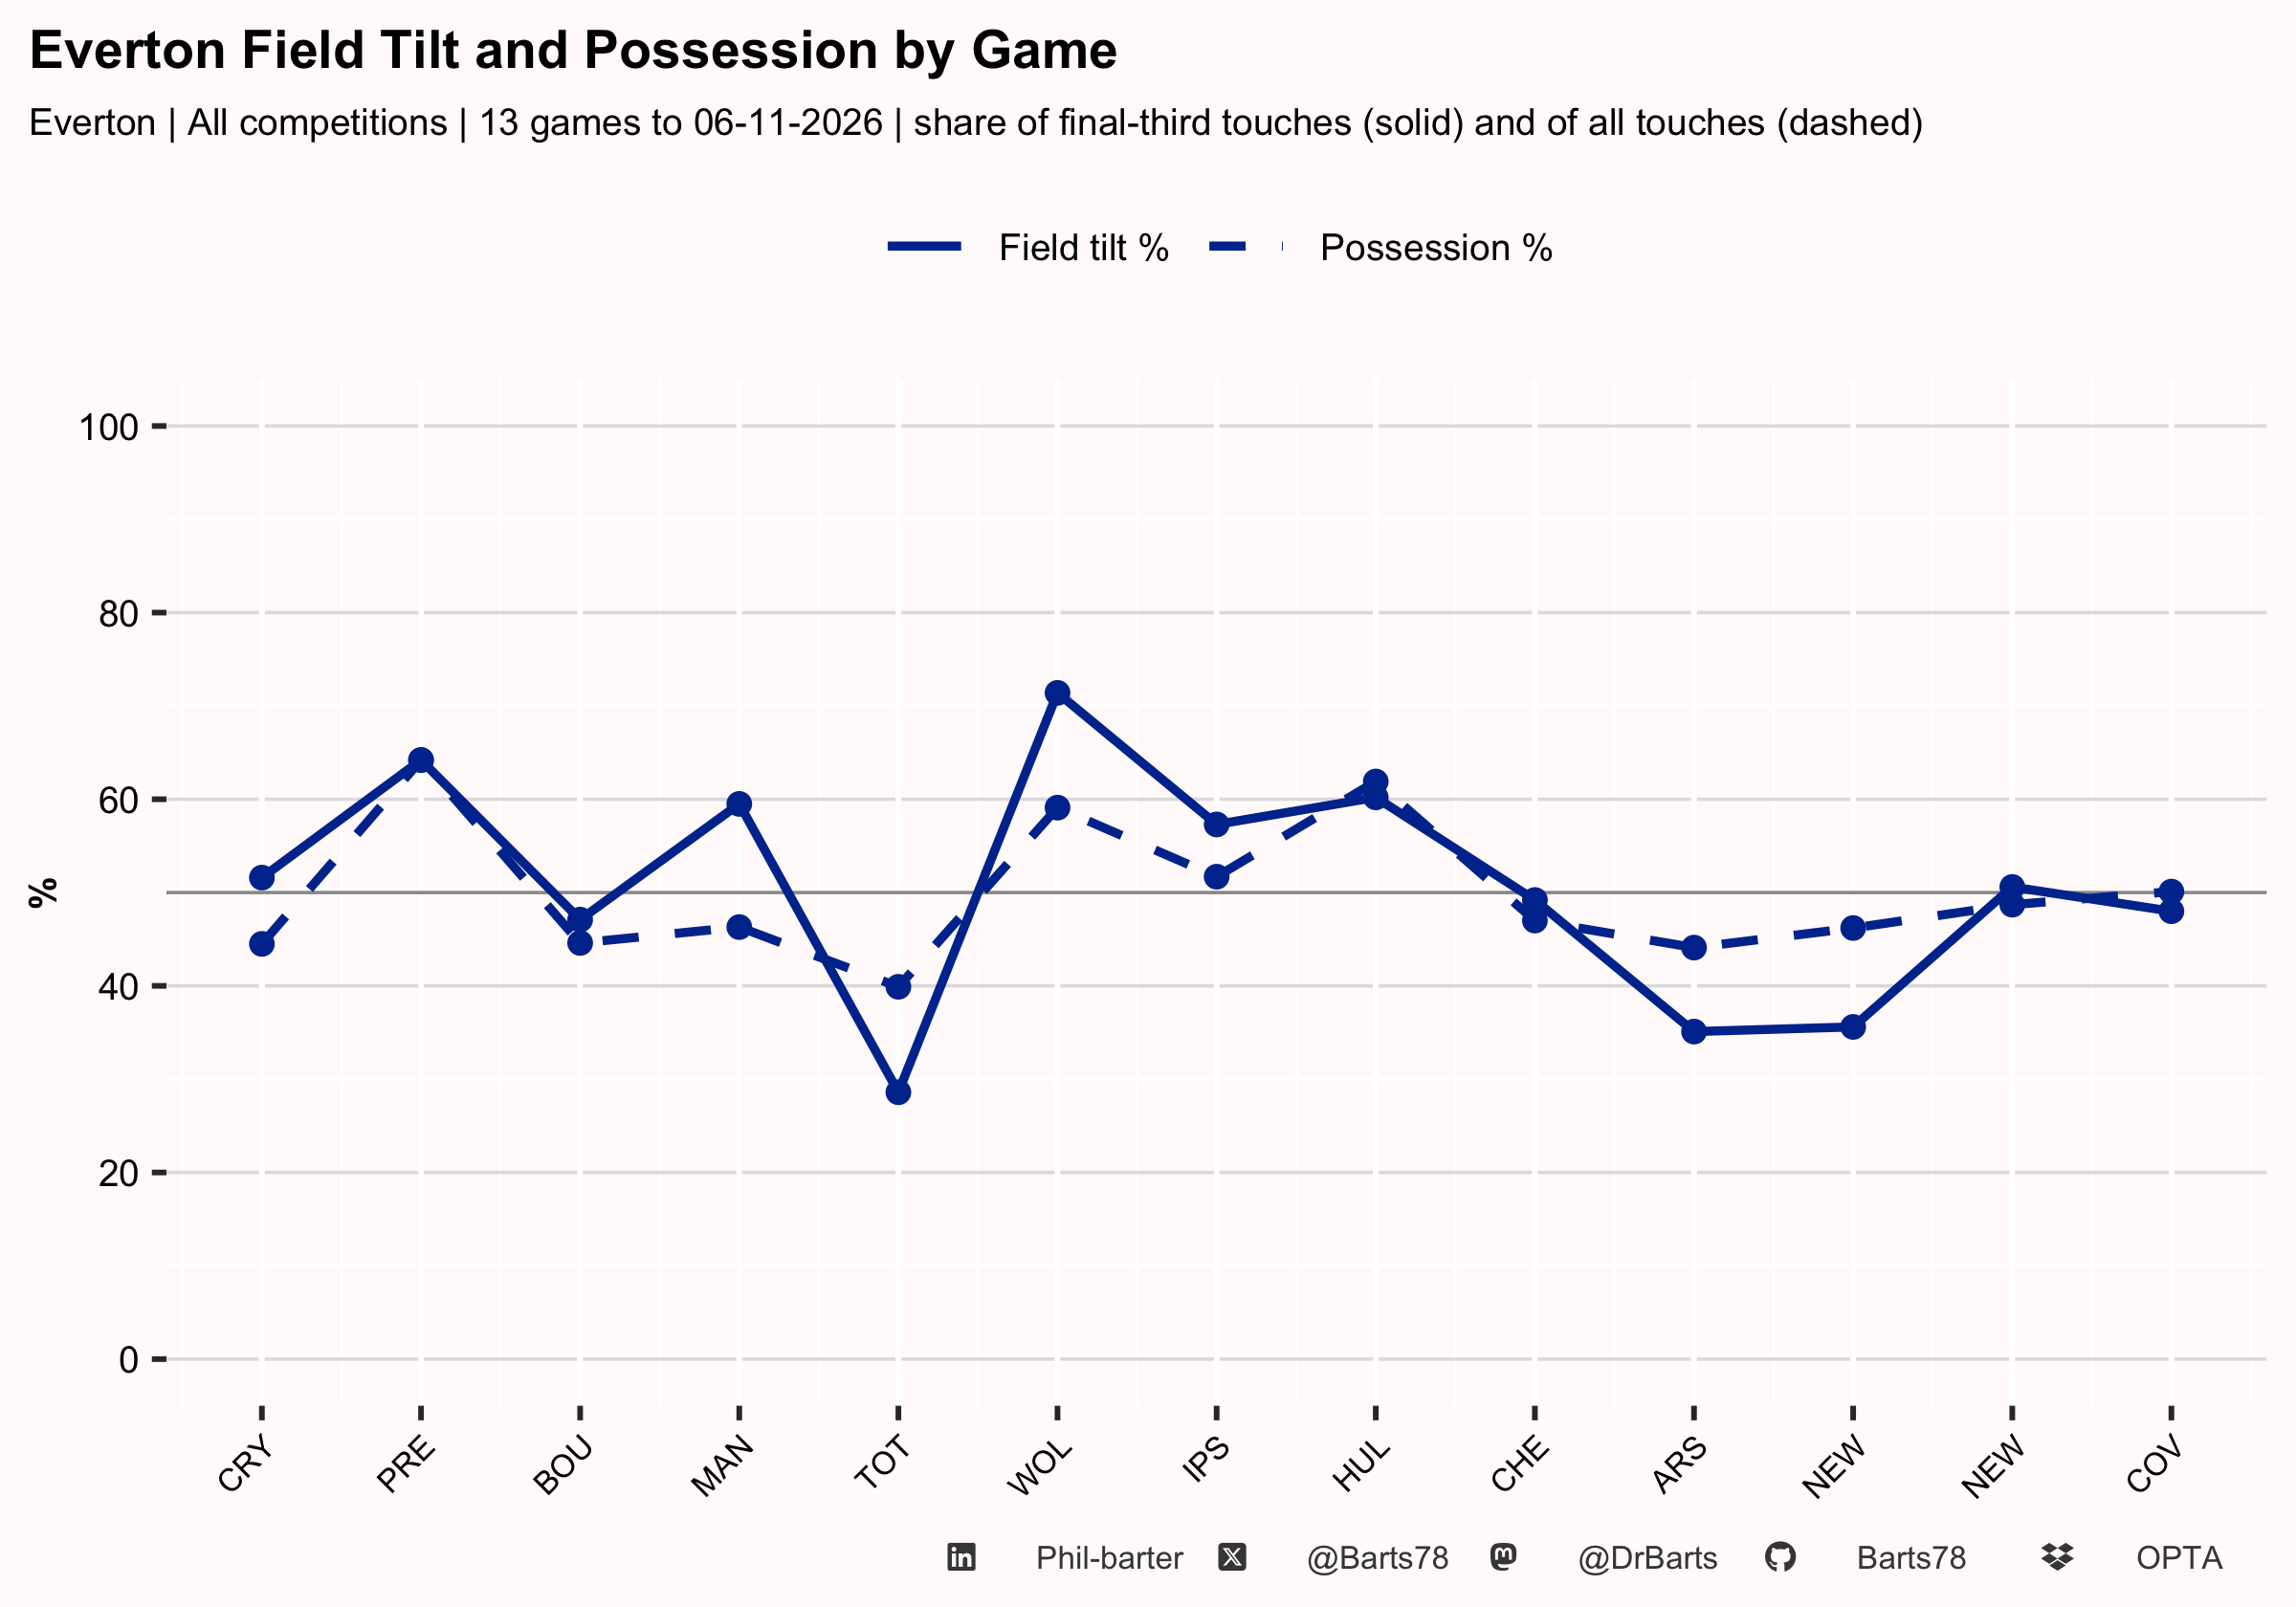 Everton Field Tilt and Possession by Game
Everton | All competitions | 13 games to 06-11-2026 | share of final-third touches (solid) and of all touches (dashed)
Field tilt % Possession %
100
80
60
40
20
0
%
CRY PRE BOU MAN TOT WOL IPS HUL CHE ARS NEW NEW COV
Phil-barter @Barts78 @DrBarts Barts78 OPTA